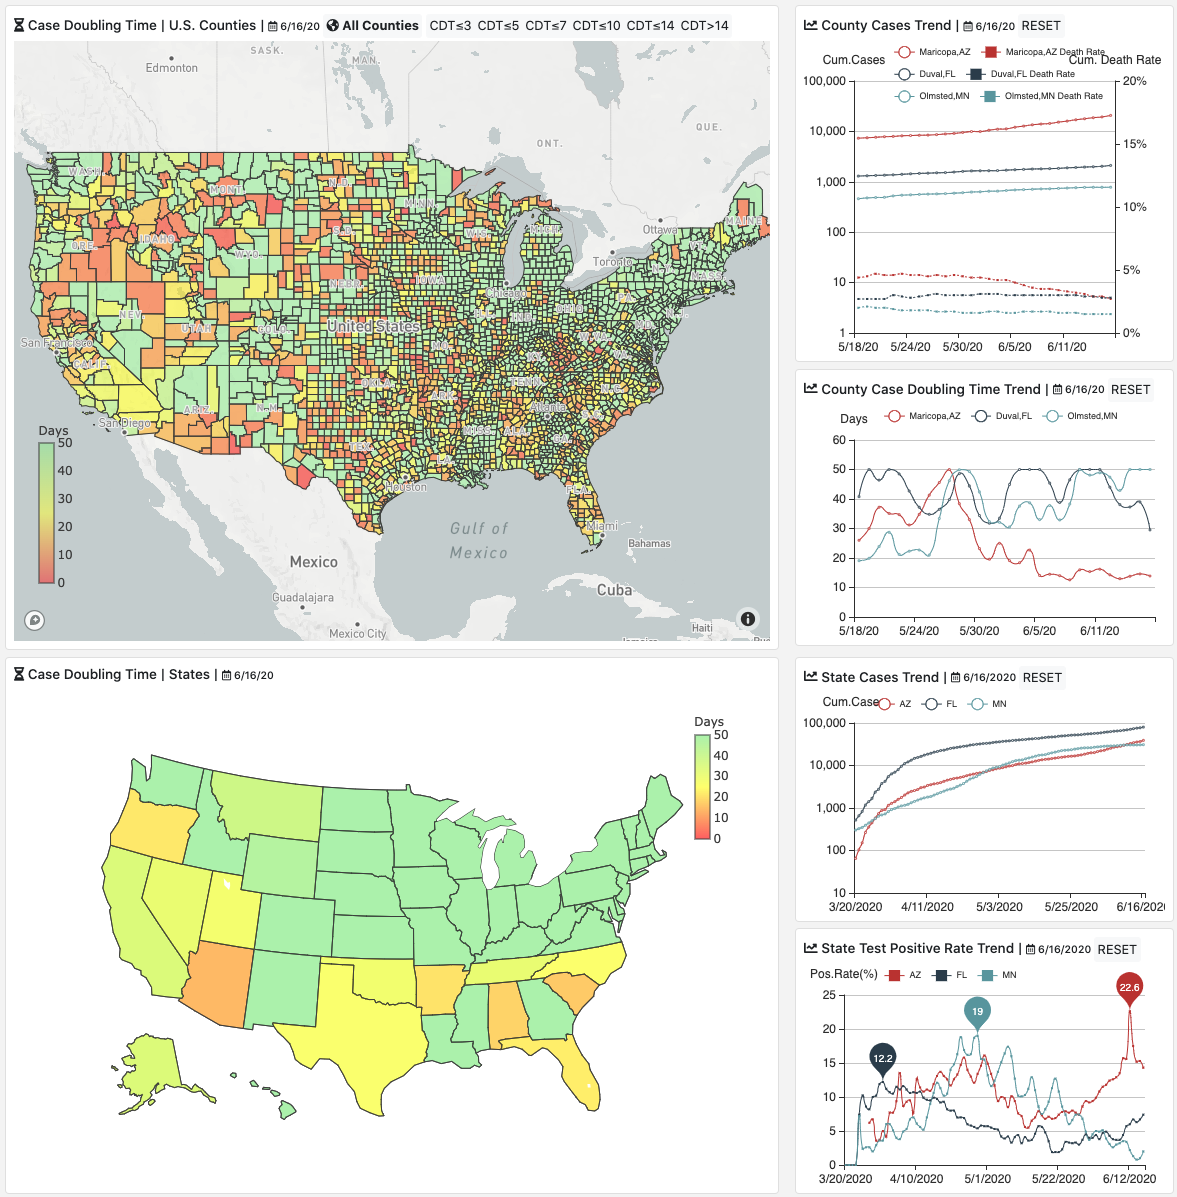 Case Doubling Time | U.S. Counties | 6/16/20 All Counties CDT≤3 CDT≤5 CDT≤7 CDT≤10 CDT≤14 CDT>14
SASK.
Edmonton
MAN.
QUE.
ONT.
WASH.
MONT.
N.D.
MINN.
MAINE
Ottawa
ORE.
IDAHO
S.D.
WIS.
MICH.
VT.
WYO.
Toronto
N.Y.
MASS.
NEBR.
IOWA
Chicago
PA.
NEV.
ILL.
IND.
OHIO
N.J.
UTAH
COLO.
United States
MD.
San Francisco
MO.
KY.
W.VA.
VA.
CALIF.
OKLA.
TENN.
N.C.
ARK.
ARIZ.
N.M.
Atlanta
S.C.
San Diego
MISS.
ALA.
GA.
Days
TEX.
LA.
50
40
30
20
10
0
Houston
FLA.
Gulf of
Mexico
Miami
Bahamas
Mexico
Cuba
Guadalajara
Mexico City
Haiti
County Cases Trend | 6/16/20 RESET
Maricopa,AZ Maricopa,AZ Death Rate
Cum.Cases Cum. Death Rate
Duval,FL Duval,FL Death Rate
Olmsted,MN Olmsted,MN Death Rate
100,000 20%
10,000 15%
1,000
100 10%
10 5%
1 0%
5/18/20 5/24/20 5/30/20 6/5/20 6/11/20
County Case Doubling Time Trend | 6/16/20 RESET
Days Maricopa,AZ Duval,FL Olmsted,MN
60
50
40
30
20
10
0
5/18/20 5/24/20 5/30/20 6/5/20 6/11/20
Case Doubling Time | States | 6/16/20
Days
50
40
30
20
10
0
State Cases Trend | 6/16/2020 RESET
Cum.Case AZ FL MN
100,000
10,000
1,000
100
10
3/20/2020 4/11/2020 5/3/2020 5/25/2020 6/16/202
State Test Positive Rate Trend | 6/16/2020 RESET
Pos.Rate(%) AZ FL MN
22.6
19
12.2
25
20
15
10
5
0
3/20/2020 4/10/2020 5/1/2020 5/22/2020 6/12/2020